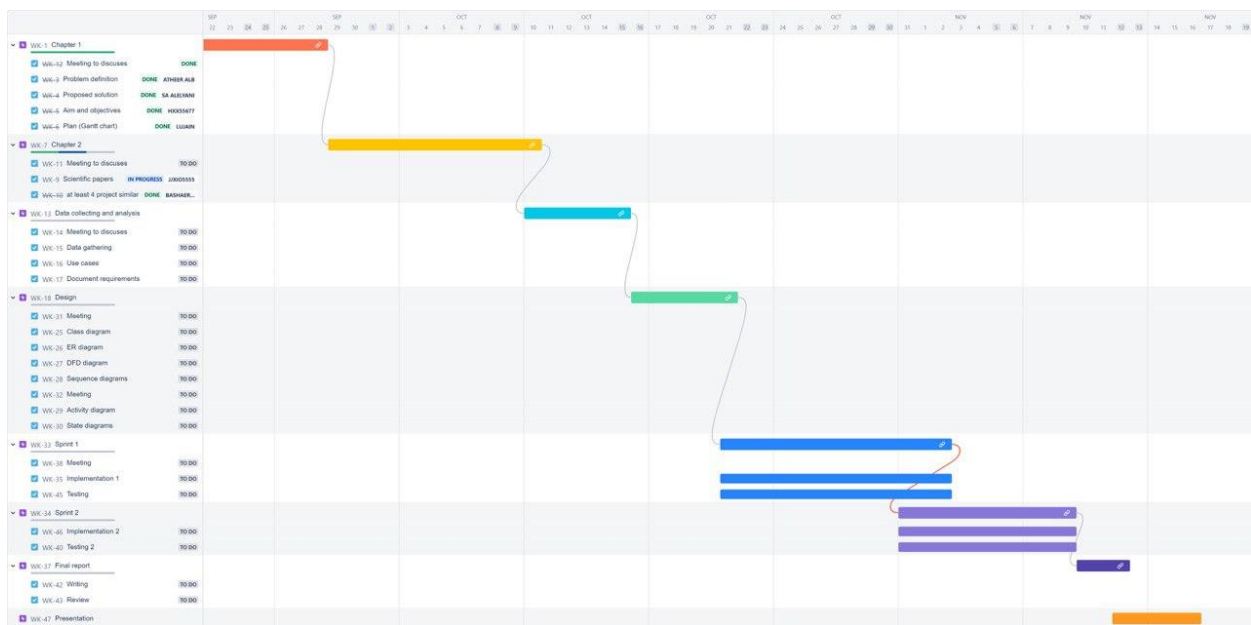 SEP SEP OCT OCT OCT OCT NOV NOV NOV
22 23 24 25 26 27 28 29 30 1 2 3 4 5 6 7 8 9 10 11 12 13 14 15 16 17 18 19 20 21 22 23 24 25 26 27 28 29 30 31 1 2 3 4 5 6 7 8 9 10 11 12 13 14 15 16 17 18 19
WK-1 Chapter 1
WK-12 Meeting to discuses DONE
WK-3 Problem definition DONE ATHEER ALB
WK-4 Proposed solution DONE SA ALELYANI
WK-5 Aim and objectives DONE
WK-6 Plan (Gantt chart) DONE LUJAIN
WK-7 Chapter 2
WK-11 Meeting to discuses TO DO
WK-9 Scientific papers IN PROGRESS
WK-10 at least 4 project similar DONE BASHAER...
WK-13 Data collecting and analysis
WK-14 Meeting to discuses TO DO
WK-15 Data gathering TO DO
WK-16 Use cases TO DO
WK-17 Document requirements TO DO
WK-18 Design
WK-31 Meeting TO DO
WK-25 Class diagram TO DO
WK-26 ER diagram TO DO
WK-27 DFD diagram TO DO
WK-28 Sequence diagrams TO DO
WK-32 Meeting TO DO
WK-29 Activity diagram TO DO
WK-30 State diagrams TO DO
WK-33 Sprint 1
WK-38 Meeting TO DO
WK-35 Implementation 1 TO DO
WK-45 Testing TO DO
WK-34 Sprint 2
WK-46 Implementation 2 TO DO
WK-40 Testing 2 TO DO
WK-37 Final report
WK-42 Writing TO DO
WK-43 Review TO DO
WK-47 Presentation